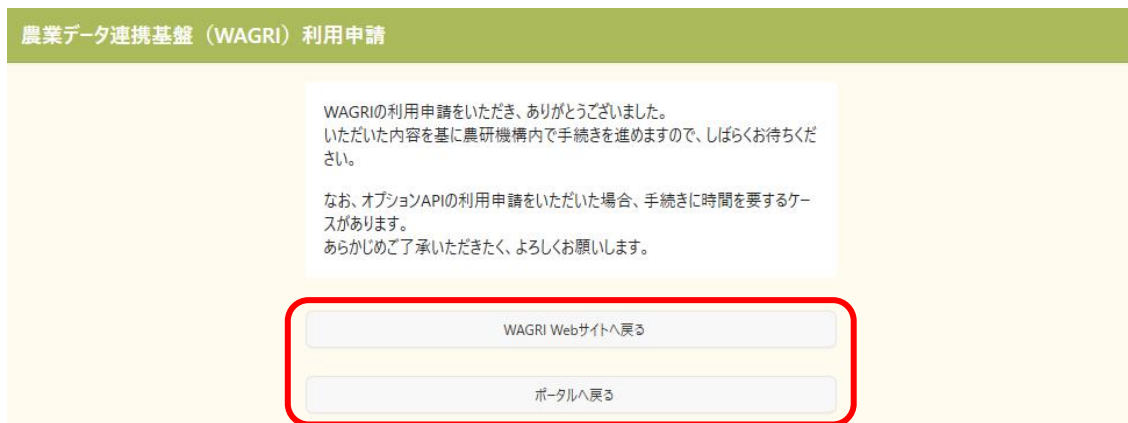 農業データ連携基盤（WAGRI）利用申請
WAGRIの利用申請をいただき、ありがとうございました。
いただいた内容を基に農研機構内で手続きを進めますので、しばらくお待ちくだ
さい。
なお、オプションAPIの利用申請をいただいた場合、手続きに時間を要するケー
スがあります。
あらかじめご了承いただきたく、よろしくお願いします。
WAGRI Webサイトへ戻る
ポータルへ戻る